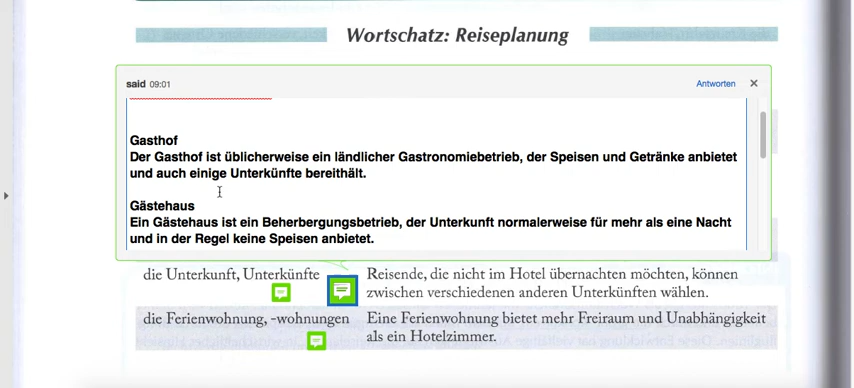 Wortschatz: Reiseplanung
said 09:01
Antworten
Gasthof
Der Gasthof ist üblicherweise ein ländlicher Gastronomiebetrieb, der Speisen und Getränke anbietet
und auch einige Unterkünfte bereithält.
Gästehaus
Ein Gästehaus ist ein Beherbergungsbetrieb, der Unterkunft normalerweise für mehr als eine Nacht
und in der Regel keine Speisen anbietet.
die Unterkunft, Unterkünfte
Reisende, die nicht im Hotel übernachten möchten, können
zwischen verschiedenen anderen Unterkünften wählen.
die Ferienwohnung, -wohnungen
Eine Ferienwohnung bietet mehr Freiraum und Unabhängigkeit
als ein Hotelzimmer.